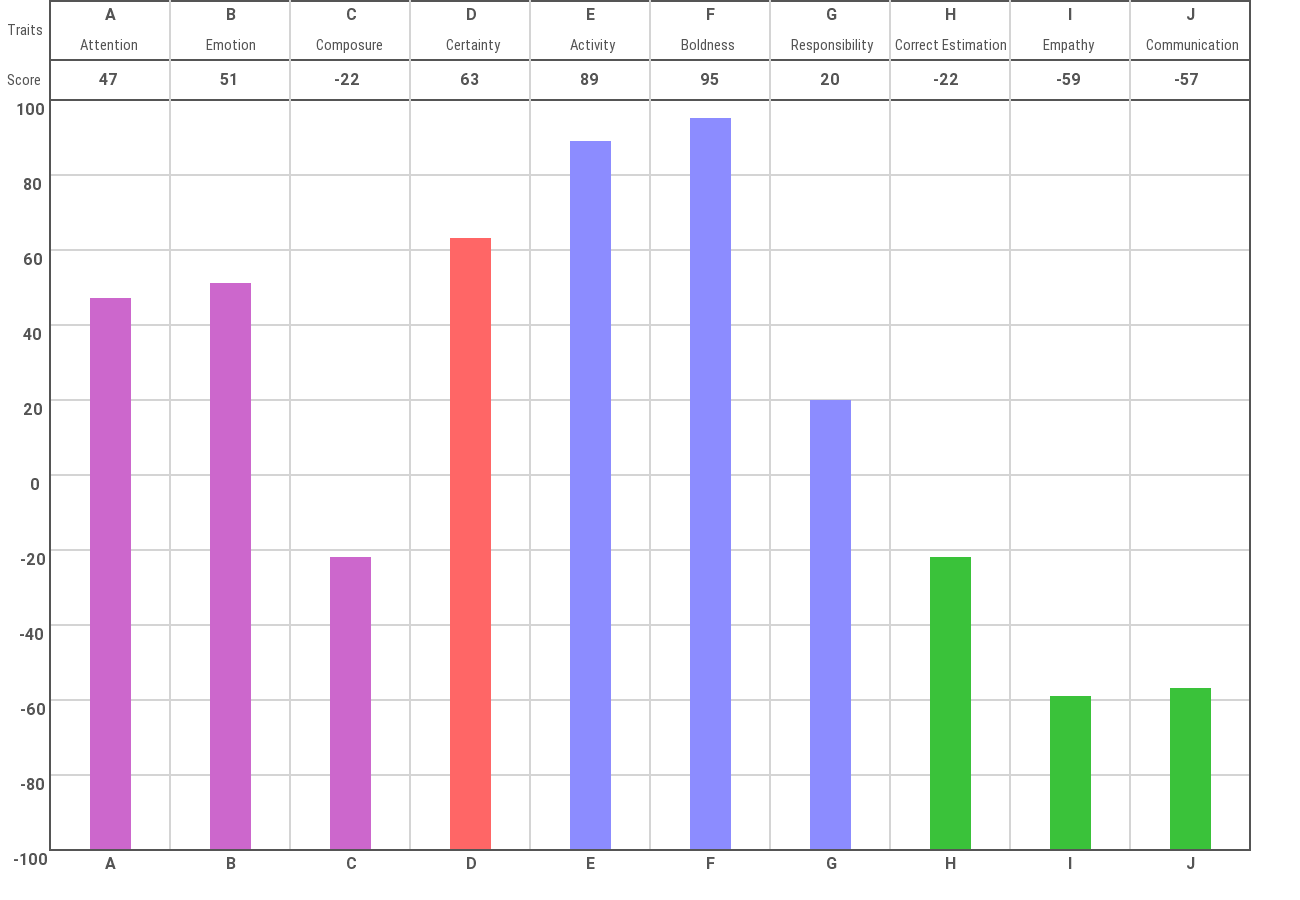 A B C D E F G H I J
Traits
Attention Emotion Composure Certainty Activity Boldness Responsibility Correct Estimation Empathy Communication
Score 47 51 -22 63 89 95 20 -22 -59 -57
100
80
60
40
20
0
-20
-40
-60
-80
-100
A B C D E F G H I J